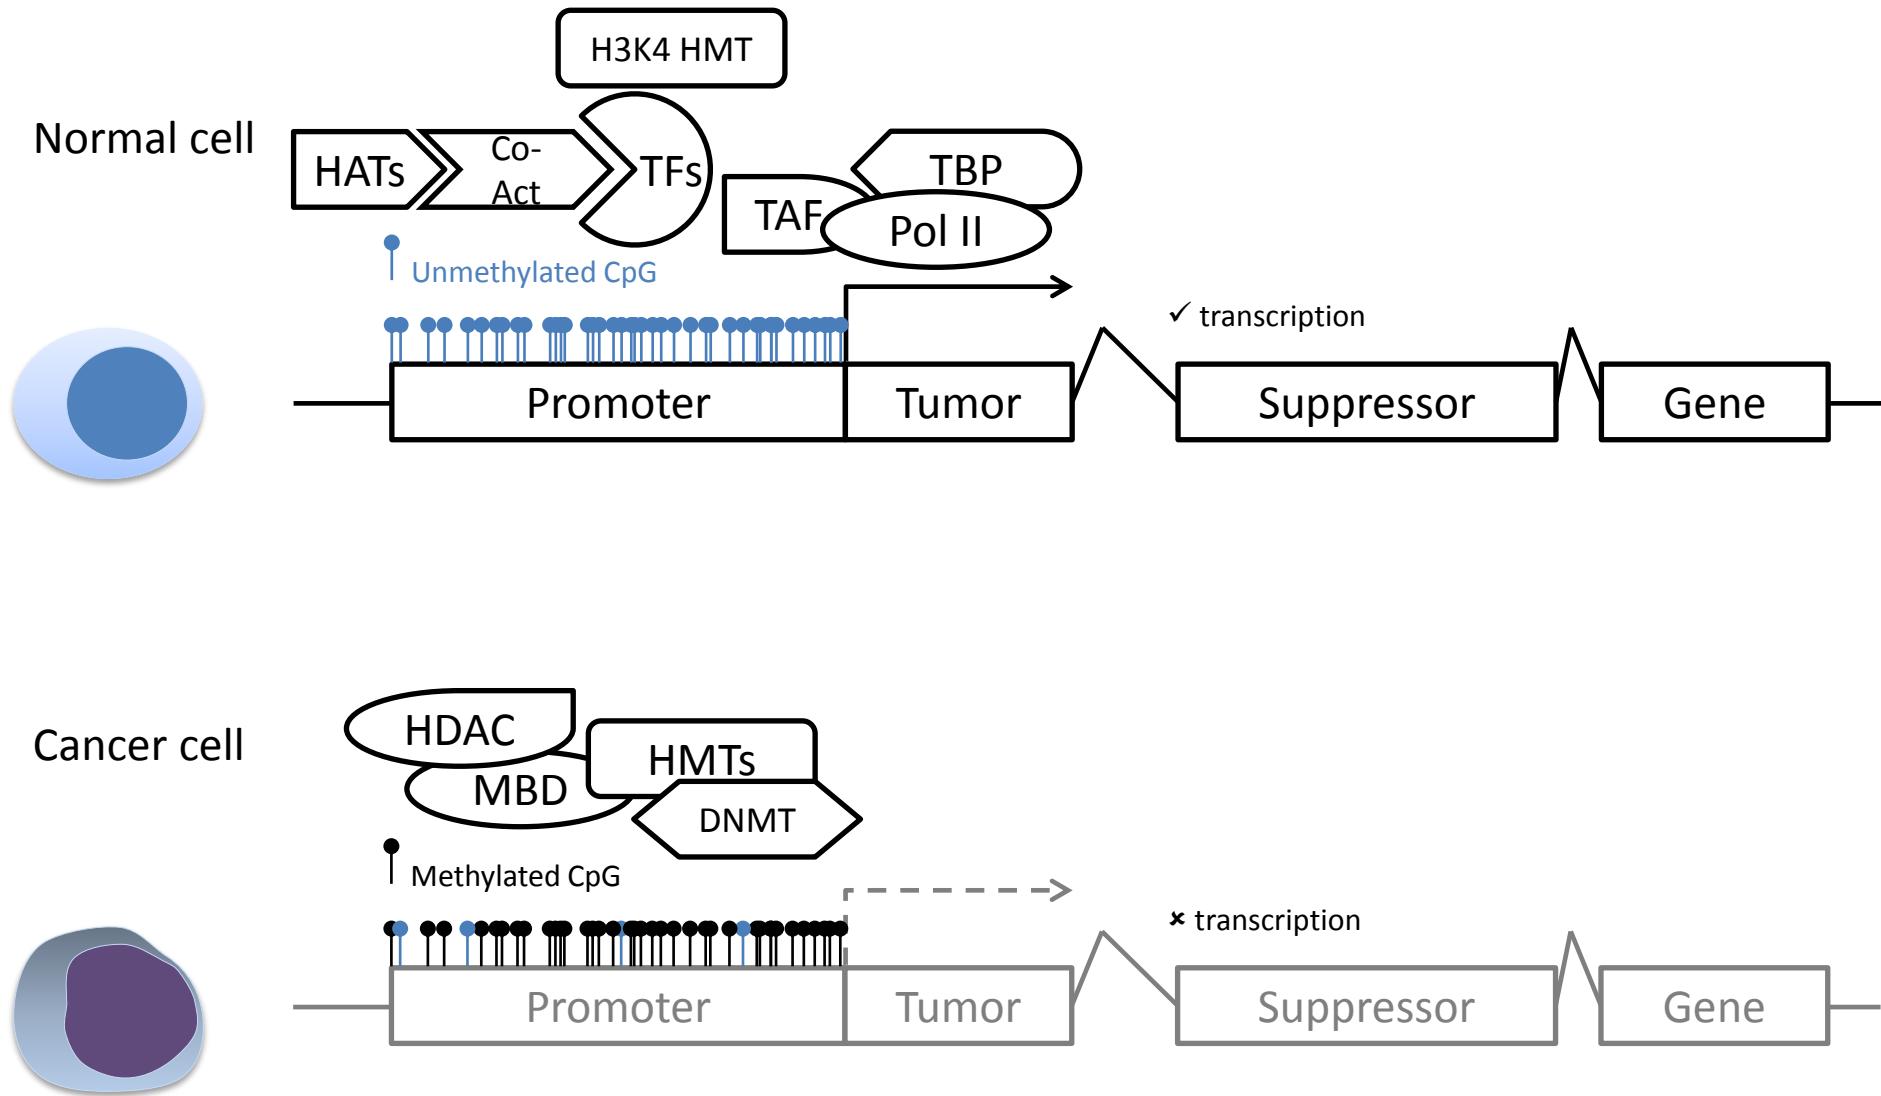 H3K4 HMT
Normal cell
HATs
Co-
Act
TFs
TBP
TAF
Pol II
Unmethylated CpG
✓ transcription
Promoter
Tumor
Suppressor
Gene
Cancer cell
HDAC
HMTs
MBD
DNMT
Methylated CpG
✘ transcription
Promoter
Tumor
Suppressor
Gene